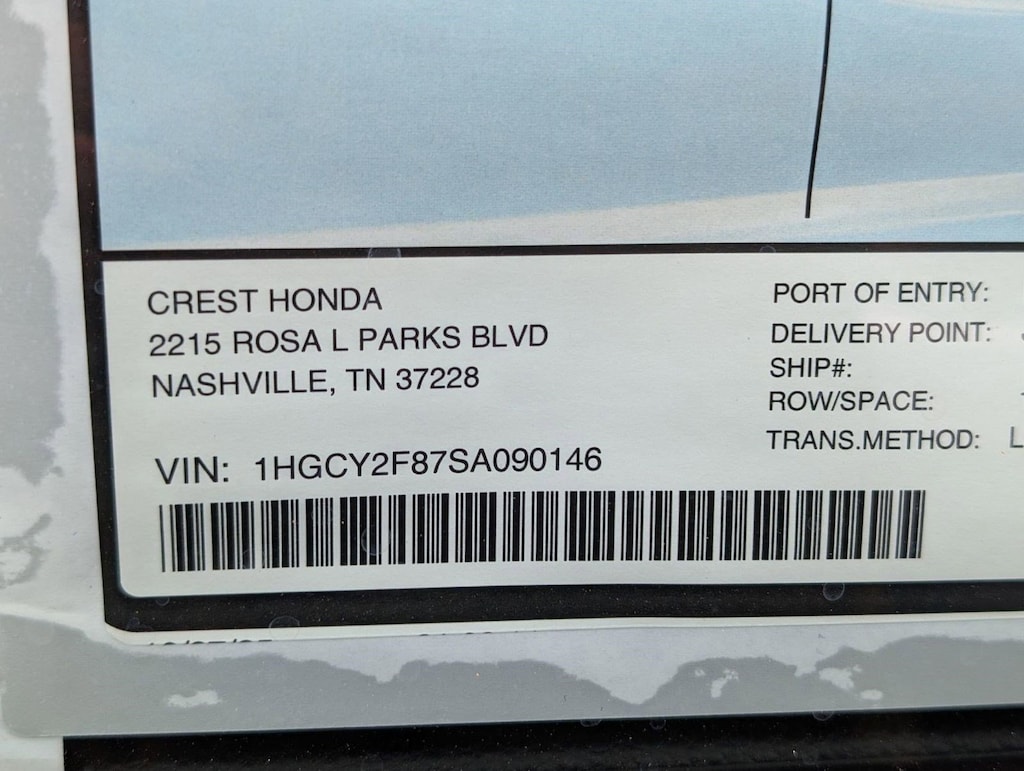 CREST HONDA
2215 ROSA L PARKS BLVD
NASHVILLE, TN 37228
VIN: 1HGCY2F87SA090146
PORT OF ENTRY:
DELIVERY POINT:
SHIP#:
ROW/SPACE:
TRANS.METHOD: L